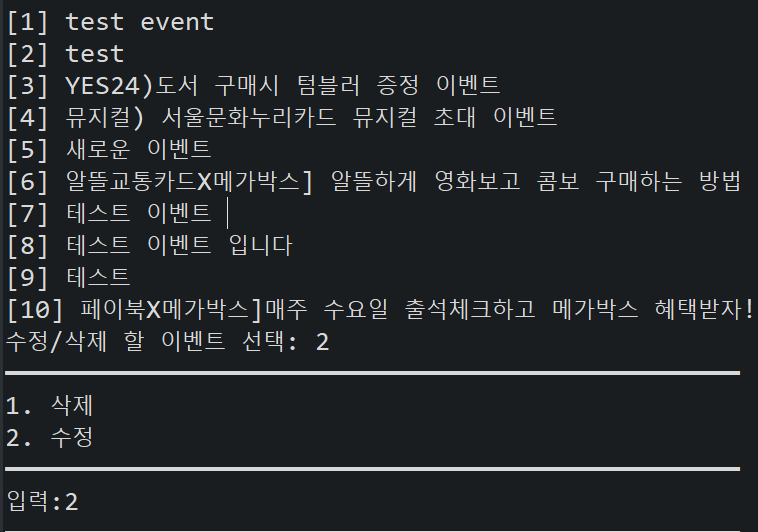 [1] test event
[2] test
[3] YES24)도서 구매시 텀블러 증정 이벤트
[4] 뮤지컬) 서울문화누리카드 뮤지컬 초대 이벤트
[5] 새로운 이벤트
[6] 알뜰교통카드X메가박스] 알뜰하게 영화보고 콤보 구매하는 방법
[7] 테스트 이벤트
[8] 테스트 이벤트 입니다
[9] 테스트
[10] 페이북X메가박스]매주 수요일 출석체크하고 메가박스 혜택받자!
수정/삭제 할 이벤트 선택: 2
1. 삭제
2. 수정
입력:2